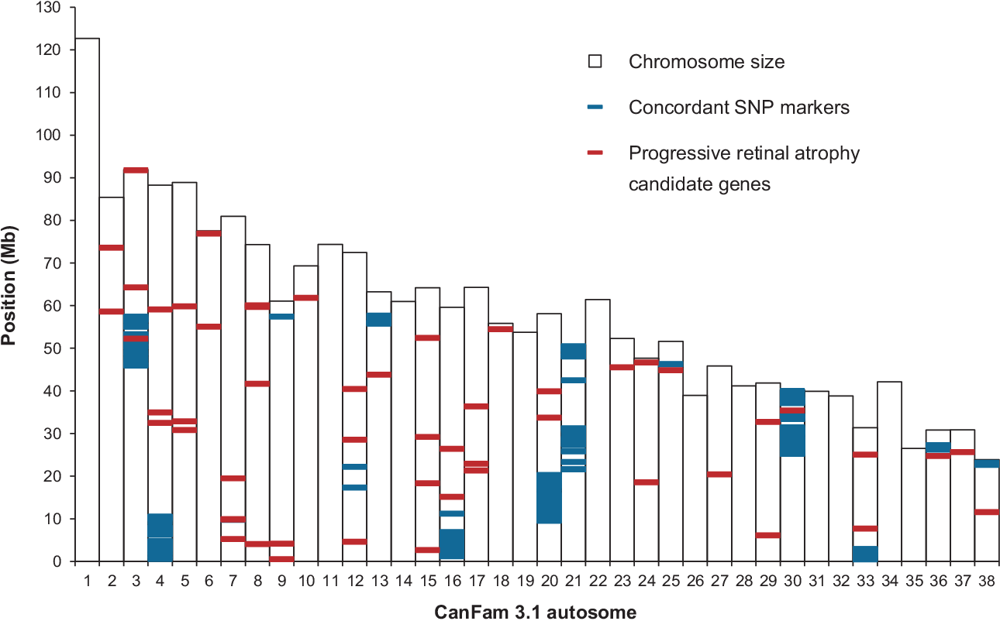 130
120
110
100
90
80
70
60
50
40
30
20
10
0
Position (Mb)
Chromosome size
Concordant SNP markers
Progressive retinal atrophy
candidate genes
1 2 3 4 5 6 7 8 9 10 11 12 13 14 15 16 17 18 19 20 21 22 23 24 25 26 27 28 29 30 31 32 33 34 35 36 37 38
CanFam 3.1 autosome